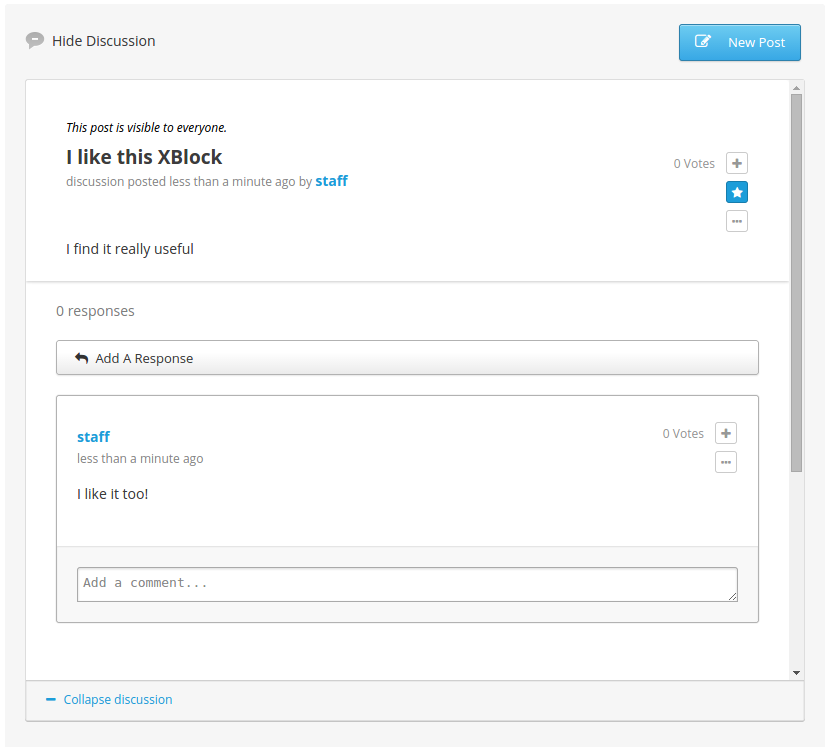 Hide Discussion
New Post
This post is visible to everyone.
I like this XBlock
0 Votes
discussion posted less than a minute ago by staff
I find it really useful
0 responses
Add A Response
staff
0 Votes
less than a minute ago
I like it too!
Add a comment...
Collapse discussion